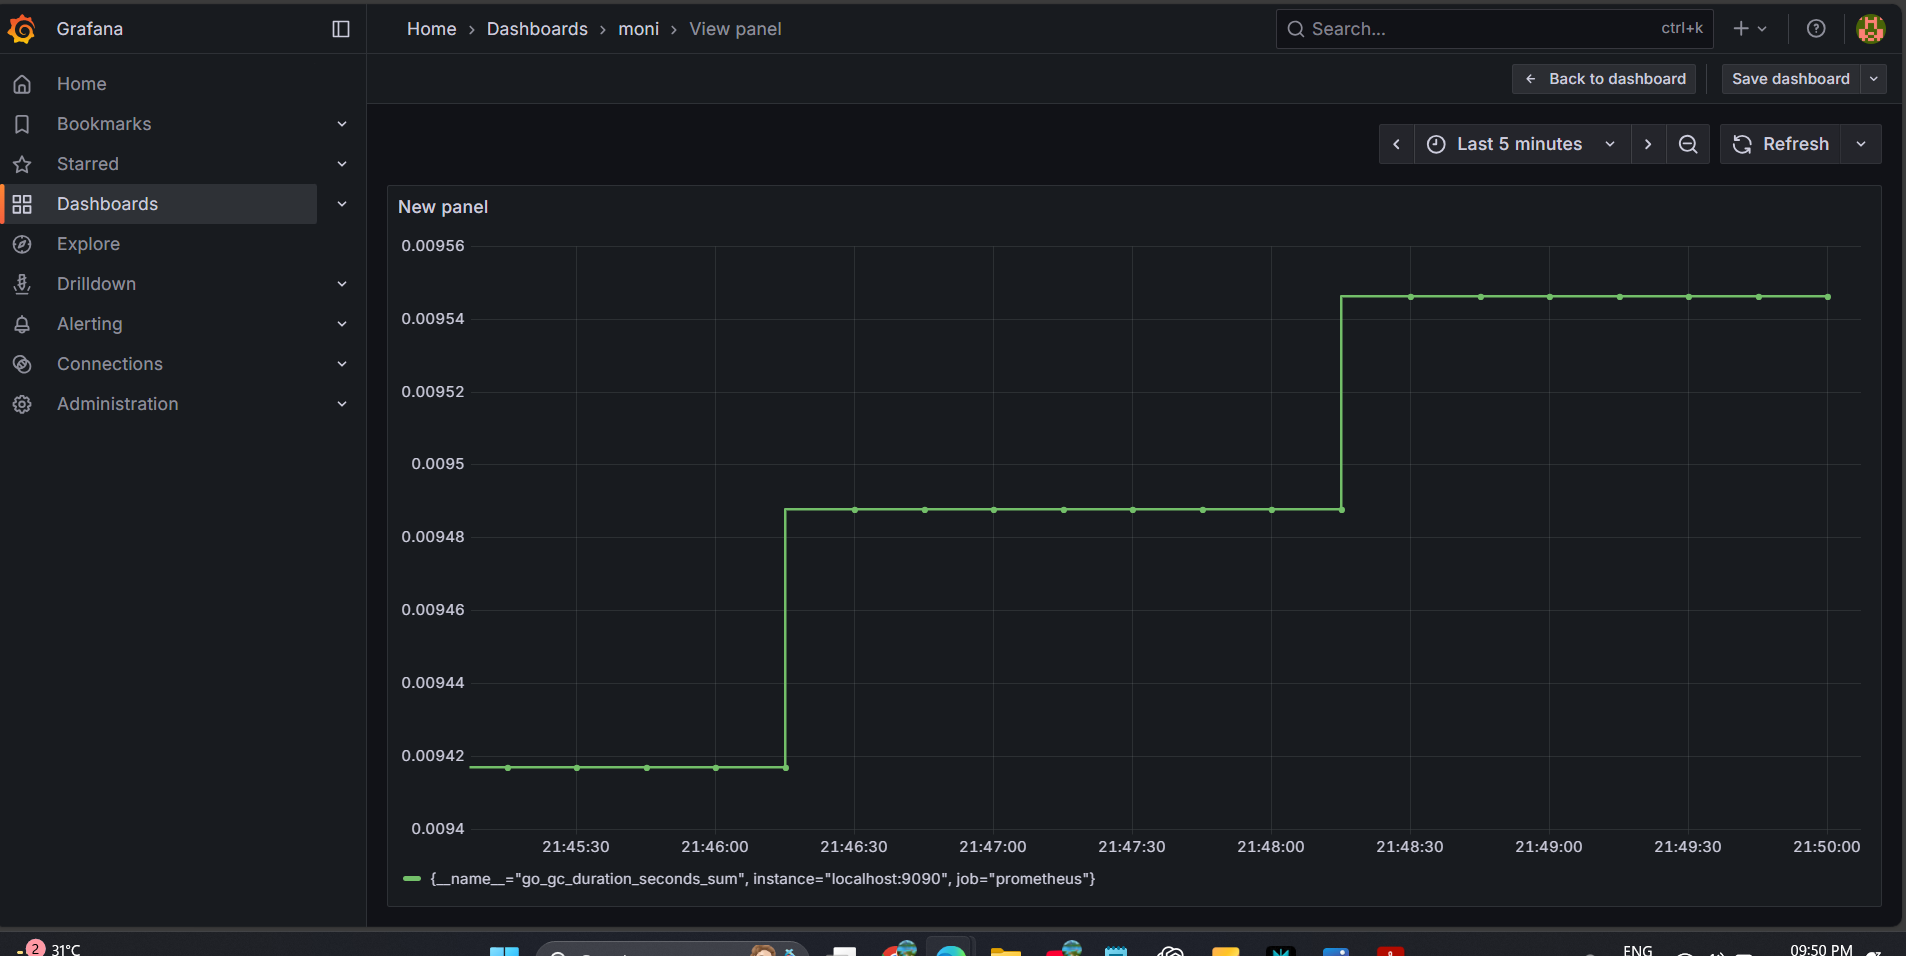 Grafana
Home › Dashboards › moni › View panel
Search...
ctrl+k
Back to dashboard
Save dashboard
Home
Bookmarks
Starred
Dashboards
Explore
Drilldown
Alerting
Connections
Administration
Last 5 minutes
Refresh
New panel
0.00956
0.00954
0.00952
0.0095
0.00948
0.00946
0.00944
0.00942
0.0094
21:45:30 21:46:00 21:46:30 21:47:00 21:47:30 21:48:00 21:48:30 21:49:00 21:49:30 21:50:00
{__name__="go_gc_duration_seconds_sum", instance="localhost:9090", job="prometheus"}
2
31°C
ENG
09:50 PM